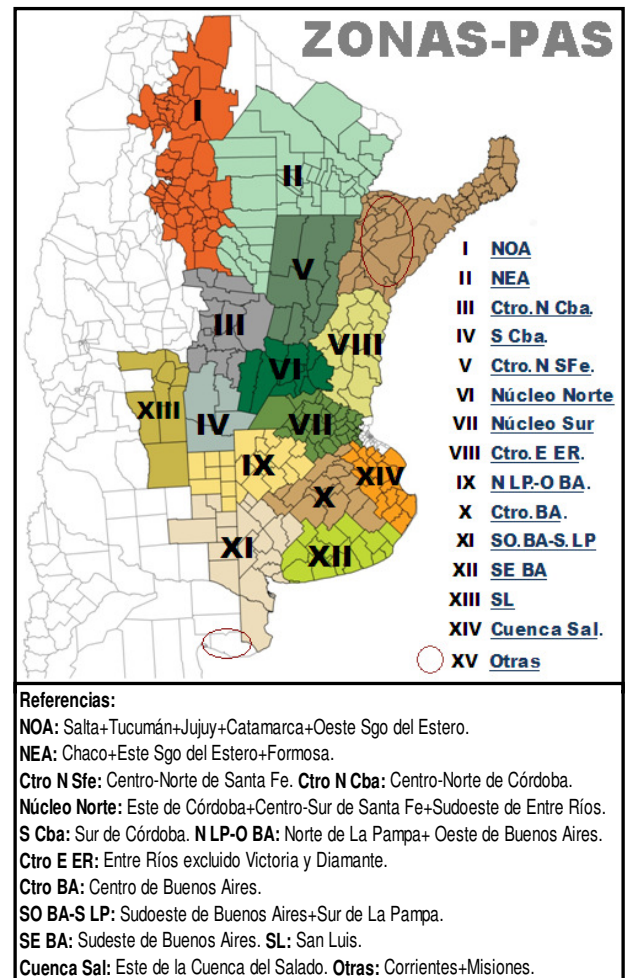 ZONAS-PAS
I
II
V
III
VIII
VI
XIII
IV
VII
IX
XIV
X
XI
XII
I NOA
II NEA
III Ctro.N Cba.
IV S Cba.
V Ctro.N SFe.
VI Núcleo Norte
VII Núcleo Sur
VIII Ctro.E ER.
IX N LP.-O BA.
X Ctro.BA.
XI SO.BA-S.LP
XII SE BA
XIII SL
XIV Cuenca Sal.
XV Otras
Referencias:
NOA: Salta+Tucumán+Jujuy+Catamarca+Oeste Sgo del Estero.
NEA: Chaco+Este Sgo del Estero+Formosa.
Ctro N Sfe: Centro-Norte de Santa Fe. Ctro N Cba: Centro-Norte de Córdoba.
Núcleo Norte: Este de Córdoba+Centro-Sur de Santa Fe+Sudoeste de Entre Ríos.
S Cba: Sur de Córdoba. N LP-O BA: Norte de La Pampa+ Oeste de Buenos Aires.
Ctro E ER: Entre Ríos excluido Victoria y Diamante.
Ctro BA: Centro de Buenos Aires.
SO BA-S LP: Sudoeste de Buenos Aires+Sur de La Pampa.
SE BA: Sudeste de Buenos Aires. SL: San Luis.
Cuenca Sal: Este de la Cuenca del Salado. Otras: Corrientes+Misiones.